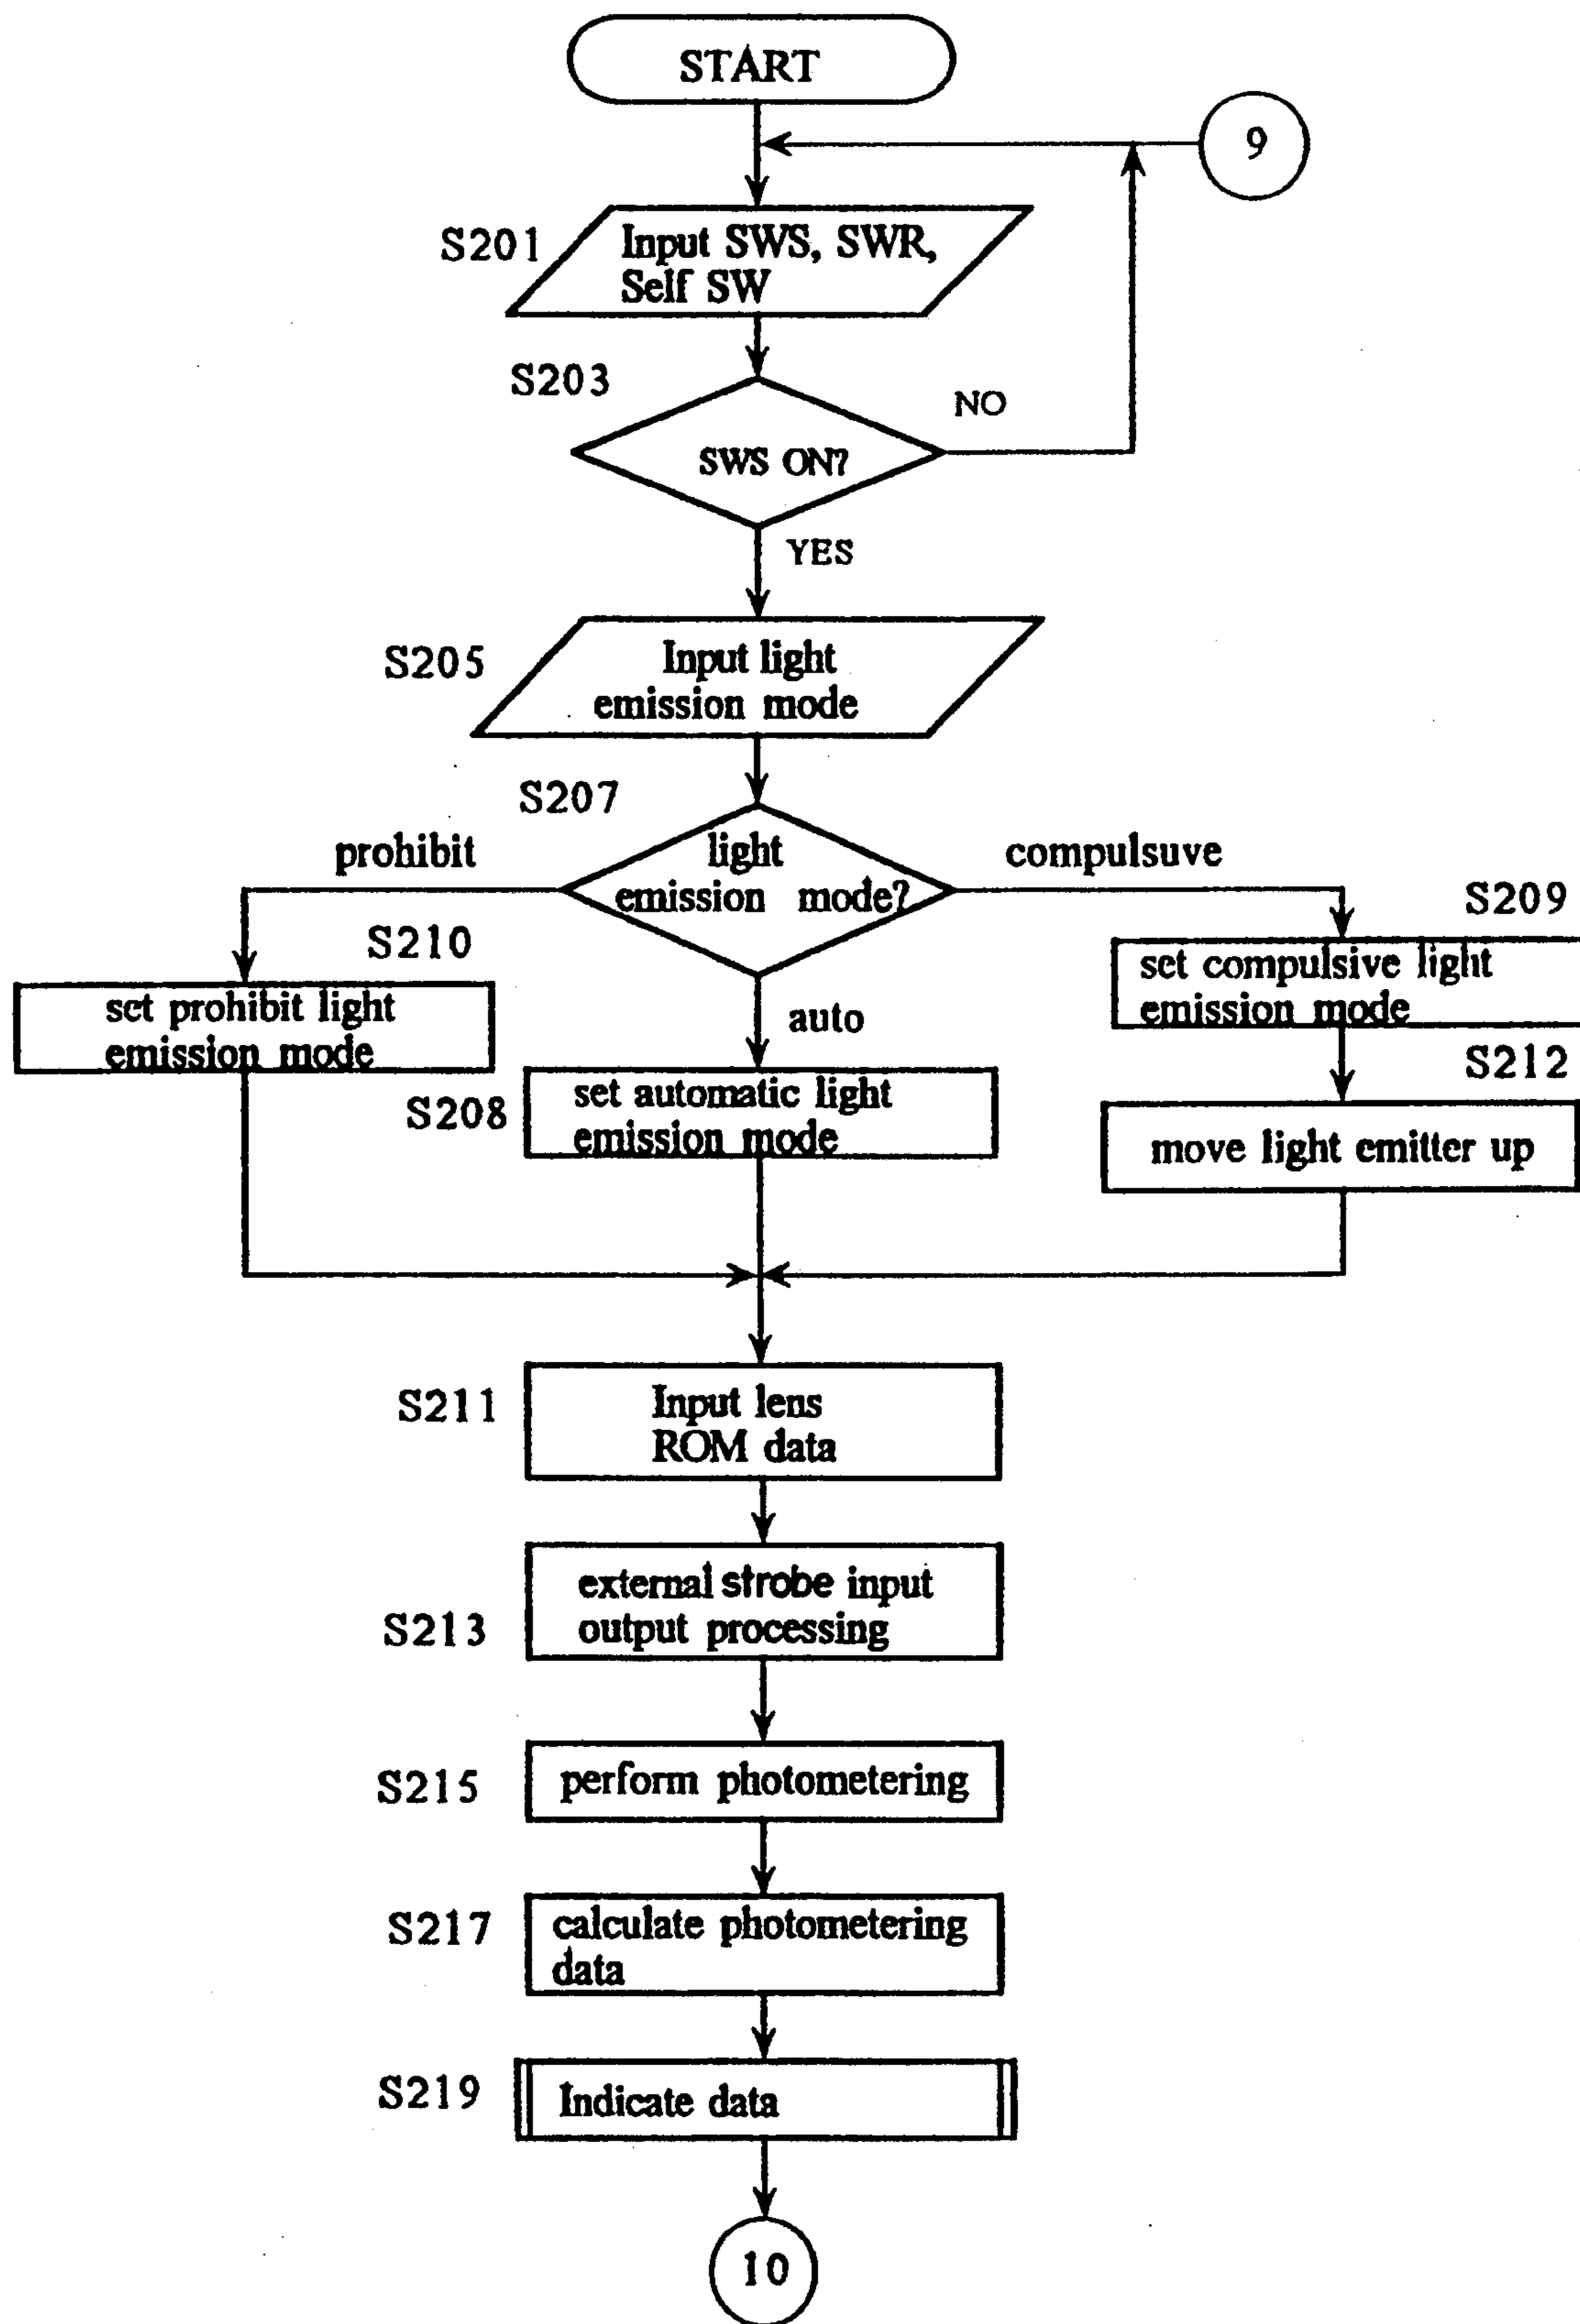 START
9
S201
Input SWS, SWR,
Self SW
S203
NO
SWS ON?
YES
S205
Input light
emission mode
S207
prohibit
light
emission mode?
compulsuve
S209
S210
set compulsive light
emission mode
set prohibit light
emission mode
auto
S212
S208
set automatic light
emission mode
move light emitter up
S211
Input lens
ROM data
S213
external strobe input
output processing
S215
perform photometering
S217
calculate photometering
data
S219
Indicate data
10